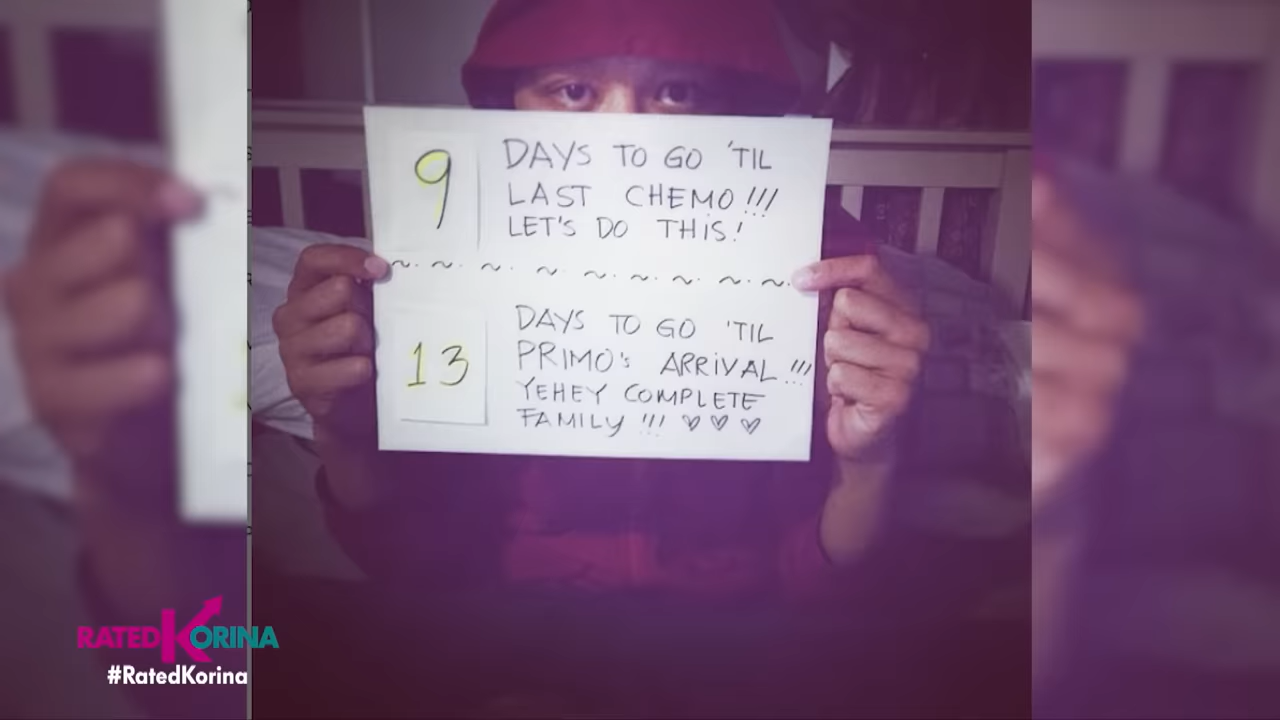 9 DAYS TO GO 'TIL
LAST CHEMO!!!
LET'S DO THIS!
13 DAYS TO GO 'TIL
PRIMO's ARRIVAL!!!
YEHEY COMPLETE
FAMILY!!! ♡♡♡
RATED KORINA
#RatedKorina